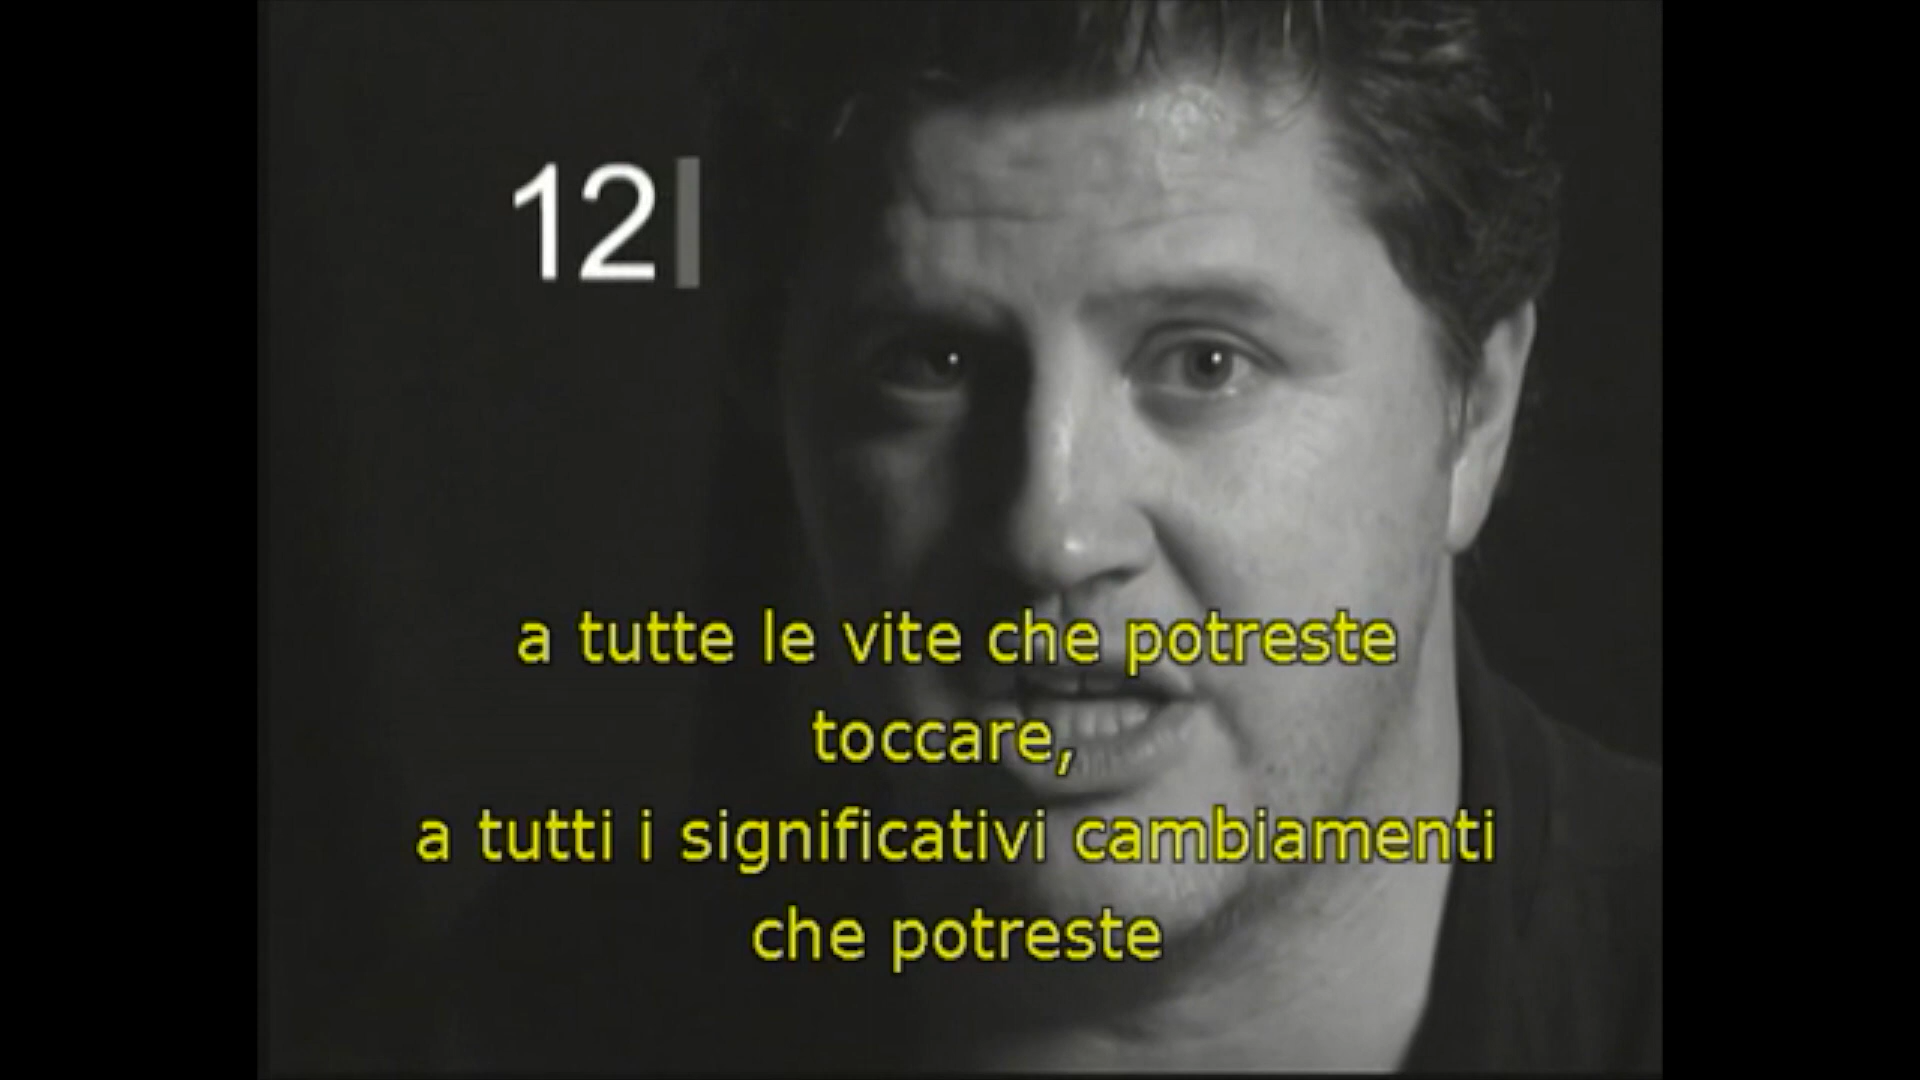 12
a tutte le vite che potreste
toccare,
a tutti i significativi cambiamenti
che potreste